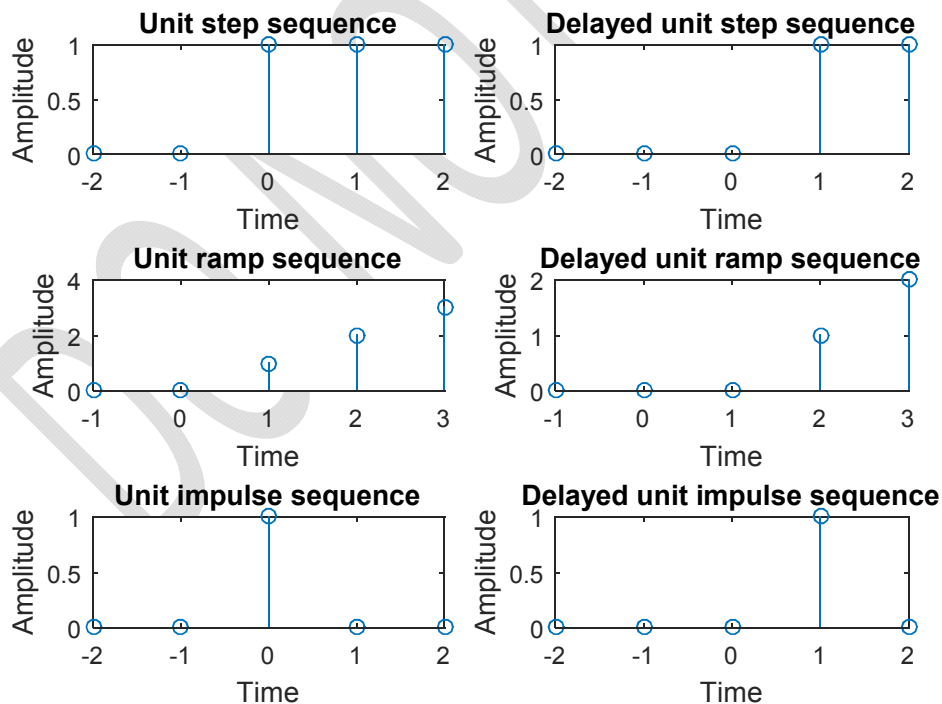 Unit step sequence
Amplitude
1
0.5
0
-2 -1 0 1 2
Time
Delayed unit step sequence
Amplitude
1
0.5
0
-2 -1 0 1 2
Time
Unit ramp sequence
Amplitude
4
2
0
-1 0 1 2 3
Time
Delayed unit ramp sequence
Amplitude
2
1
0
-1 0 1 2 3
Time
Unit impulse sequence
Amplitude
1
0.5
0
-2 -1 0 1 2
Time
Delayed unit impulse sequence
Amplitude
1
0.5
0
-2 -1 0 1 2
Time
DO NO